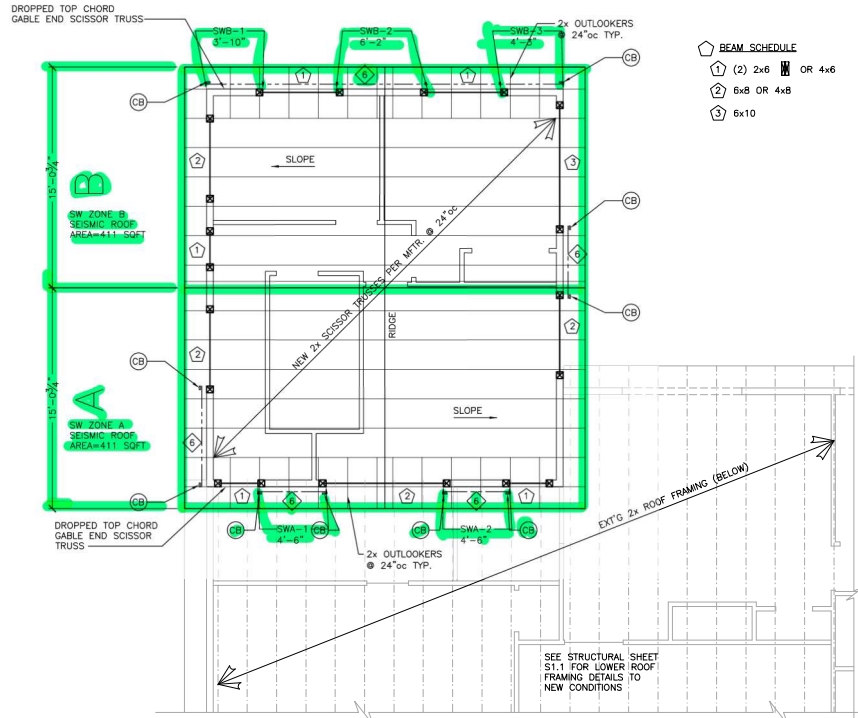 DROPPED TOP CHORD
GABLE END SCISSOR TRUSS
SWB-1
3'-10"
SWB-2
6'-2"
SWB-3
4'-3"
2x OUTLOOKERS
@ 24"oc TYP.
BEAM SCHEDULE
1 (2) 2x6 OR 4x6
2 6x8 OR 4x8
3 6x10
CB
CB
1
6
1
2
SLOPE
3
15'-0¾"
B
SW ZONE B
SEISMIC ROOF
AREA=411 SQFT
CB
1
6
NEW 2x SCISSOR TRUSSES PER MFTR. @ 24"oc
RIDGE
CB
2
2
CB
15'-0¾"
A
SW ZONE A
SEISMIC ROOF
AREA=411 SQFT
SLOPE
6
CB
1
6
2
6
1
DROPPED TOP CHORD
GABLE END SCISSOR
TRUSS
CB
SWA-1
4'-6"
CB
CB
SWA-2
4'-6"
CB
2x OUTLOOKERS
@ 24"oc TYP.
EXT'G 2x ROOF FRAMING (BELOW)
SEE STRUCTURAL SHEET
S1.1 FOR LOWER ROOF
FRAMING DETAILS TO
NEW CONDITIONS